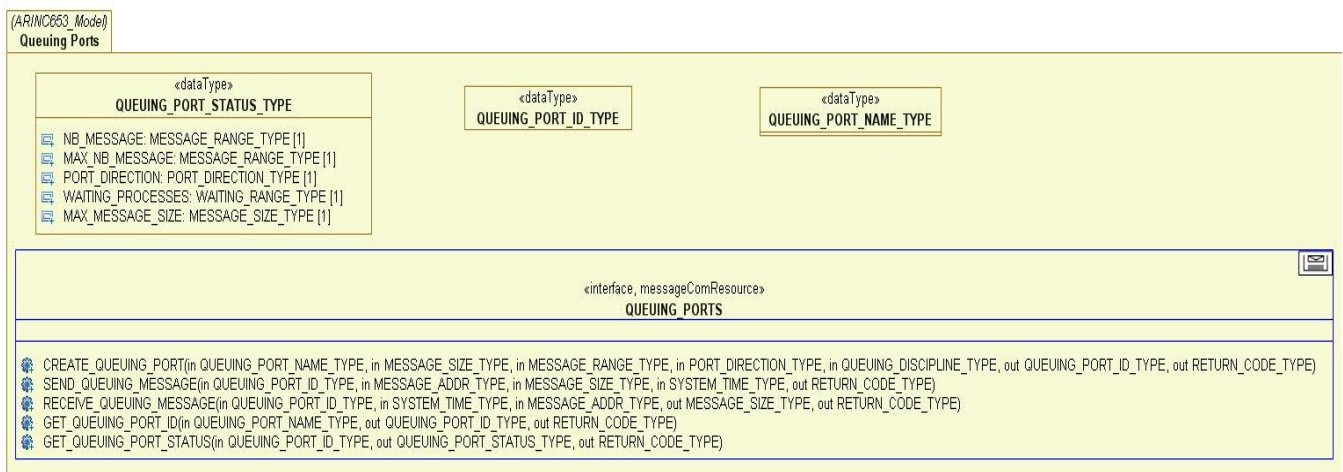 (ARINC653_Model)
Queuing Ports
«dataType»
QUEUING_PORT_STATUS_TYPE
NB_MESSAGE: MESSAGE_RANGE_TYPE [1]
MAX_NB_MESSAGE: MESSAGE_RANGE_TYPE [1]
PORT_DIRECTION: PORT_DIRECTION_TYPE [1]
WAITING_PROCESSES: WAITING_RANGE_TYPE [1]
MAX_MESSAGE_SIZE: MESSAGE_SIZE_TYPE [1]
«dataType»
QUEUING_PORT_ID_TYPE
«dataType»
QUEUING_PORT_NAME_TYPE
«interface, messageComResource»
QUEUING_PORTS
CREATE_QUEUING_PORT(in QUEUING_PORT_NAME_TYPE, in MESSAGE_SIZE_TYPE, in MESSAGE_RANGE_TYPE, in PORT_DIRECTION_TYPE, in QUEUING_DISCIPLINE_TYPE, out QUEUING_PORT_ID_TYPE, out RETURN_CODE_TYPE)
SEND_QUEUING_MESSAGE(in QUEUING_PORT_ID_TYPE, in MESSAGE_ADDR_TYPE, in MESSAGE_SIZE_TYPE, in SYSTEM_TIME_TYPE, out RETURN_CODE_TYPE)
RECEIVE_QUEUING_MESSAGE(in QUEUING_PORT_ID_TYPE, in SYSTEM_TIME_TYPE, in MESSAGE_ADDR_TYPE, out MESSAGE_SIZE_TYPE, out RETURN_CODE_TYPE)
GET_QUEUING_PORT_ID(in QUEUING_PORT_NAME_TYPE, out QUEUING_PORT_ID_TYPE, out RETURN_CODE_TYPE)
GET_QUEUING_PORT_STATUS(in QUEUING_PORT_ID_TYPE, out QUEUING_PORT_STATUS_TYPE, out RETURN_CODE_TYPE)